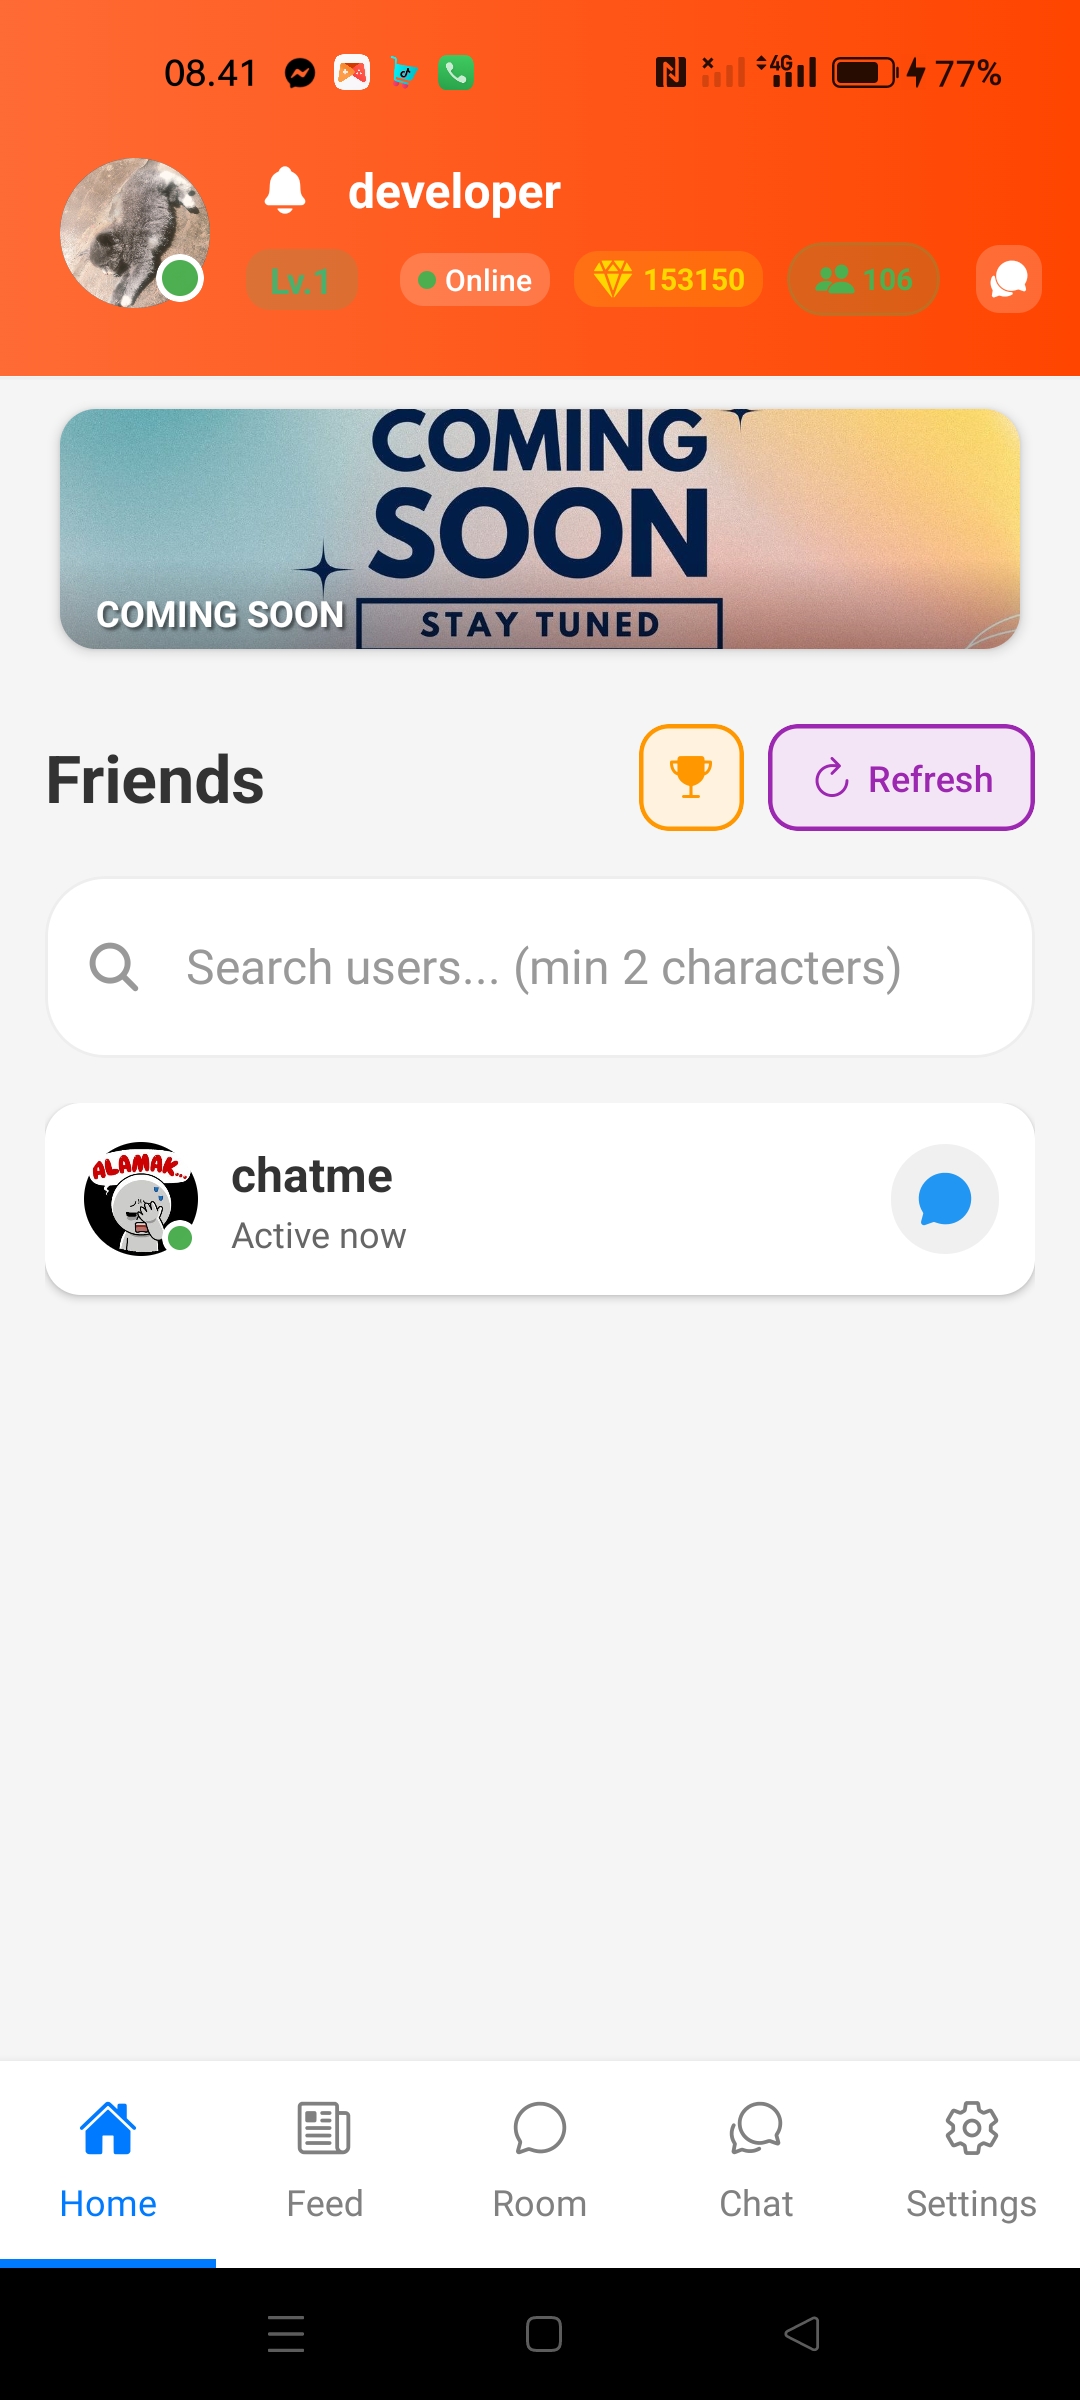 08.41 4G 77%
developer
Lv.1 Online 153150 106
COMING
SOON
COMING SOON
STAY TUNED
Friends
Refresh
Search users... (min 2 characters)
ALAMAK...
chatme
Active now
Home Feed Room Chat Settings